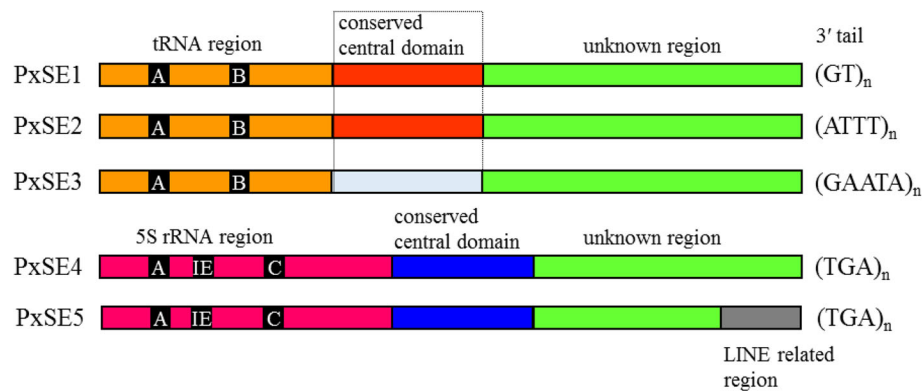 conserved
central domain
tRNA region
unknown region
3′ tail
PxSE1
A
B
(GT)n
PxSE2
A
B
(ATTT)n
PxSE3
A
B
(GAATA)n
5S rRNA region
conserved
central domain
unknown region
PxSE4
A
IE
C
(TGA)n
PxSE5
A
IE
C
(TGA)n
LINE related
region